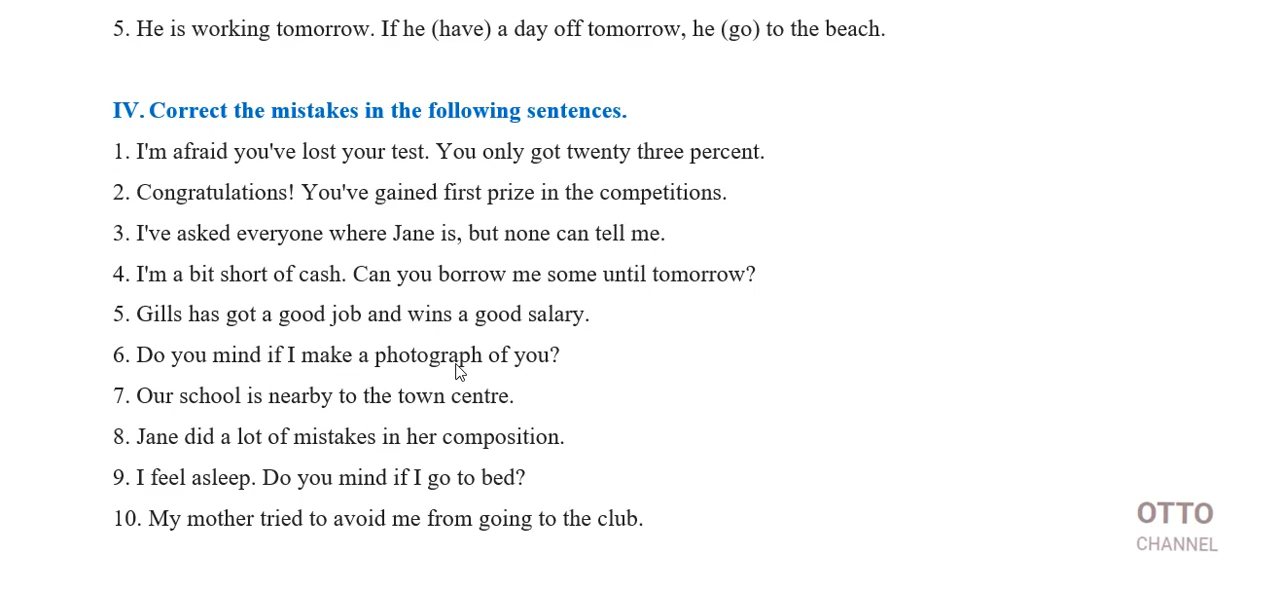 5. He is working tomorrow. If he (have) a day off tomorrow, he (go) to the beach.
IV. Correct the mistakes in the following sentences.
1. I'm afraid you've lost your test. You only got twenty three percent.
2. Congratulations! You've gained first prize in the competitions.
3. I've asked everyone where Jane is, but none can tell me.
4. I'm a bit short of cash. Can you borrow me some until tomorrow?
5. Gills has got a good job and wins a good salary.
6. Do you mind if I make a photograph of you?
7. Our school is nearby to the town centre.
8. Jane did a lot of mistakes in her composition.
9. I feel asleep. Do you mind if I go to bed?
10. My mother tried to avoid me from going to the club.
OTTO
CHANNEL